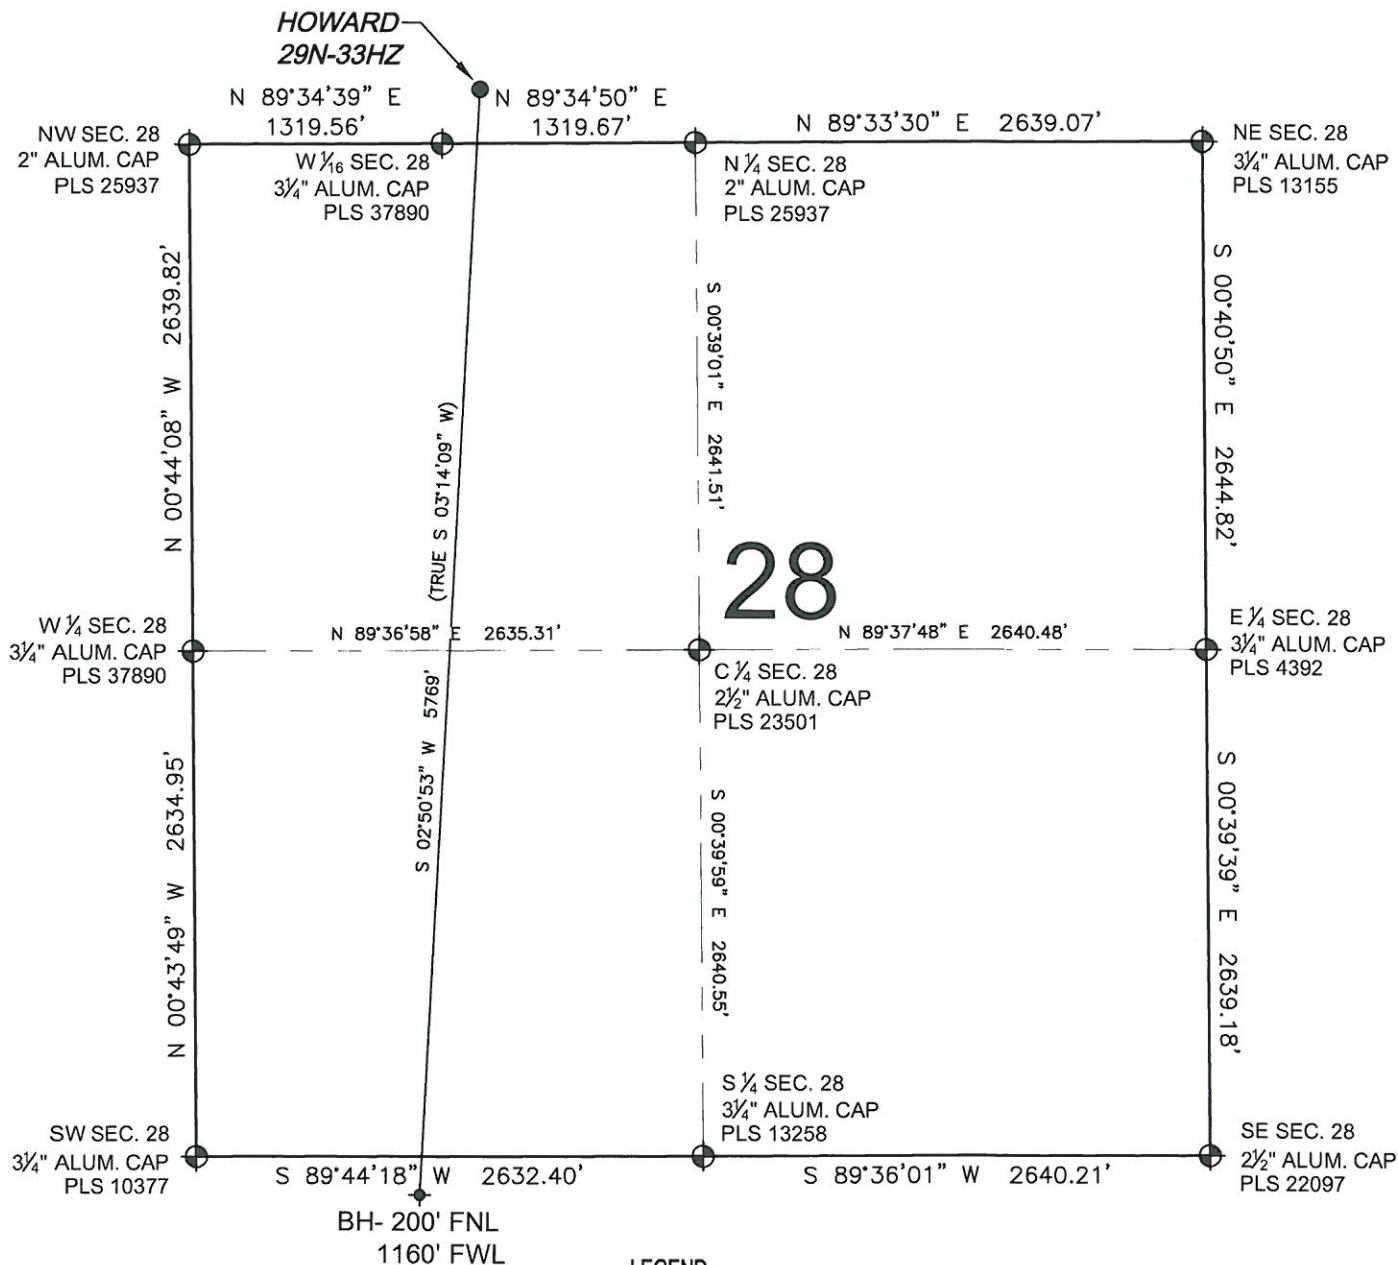 HOWARD
29N-33HZ
N 89°34'39" E
1319.56'
N 89°34'50" E
1319.67'
N 89°33'30" E 2639.07'
NW SEC. 28
2" ALUM. CAP
PLS 25937
W 1/16 SEC. 28
3¼" ALUM. CAP
PLS 37890
N ¼ SEC. 28
2" ALUM. CAP
PLS 25937
NE SEC. 28
3¼" ALUM. CAP
PLS 13155
N 00°44'08" W 2639.82'
(TRUE S 03°14'09" W)
S 00°39'01" E 2641.51'
S 00°40'50" E 2644.82'
28
W ¼ SEC. 28
3¼" ALUM. CAP
PLS 37890
N 89°36'58" E 2635.31'
N 89°37'48" E 2640.48'
E ¼ SEC. 28
3¼" ALUM. CAP
PLS 4392
C ¼ SEC. 28
2½" ALUM. CAP
PLS 23501
S 02°50'53" W 5769'
N 00°43'49" W 2634.95'
S 00°39'59" E 2640.55'
S 00°39'39" E 2639.18'
SW SEC. 28
3¼" ALUM. CAP
PLS 10377
S ¼ SEC. 28
3¼" ALUM. CAP
PLS 13258
SE SEC. 28
2½" ALUM. CAP
PLS 22097
S 89°44'18" W 2632.40'
S 89°36'01" W 2640.21'
BH- 200' FNL
1160' FWL
LEGEND